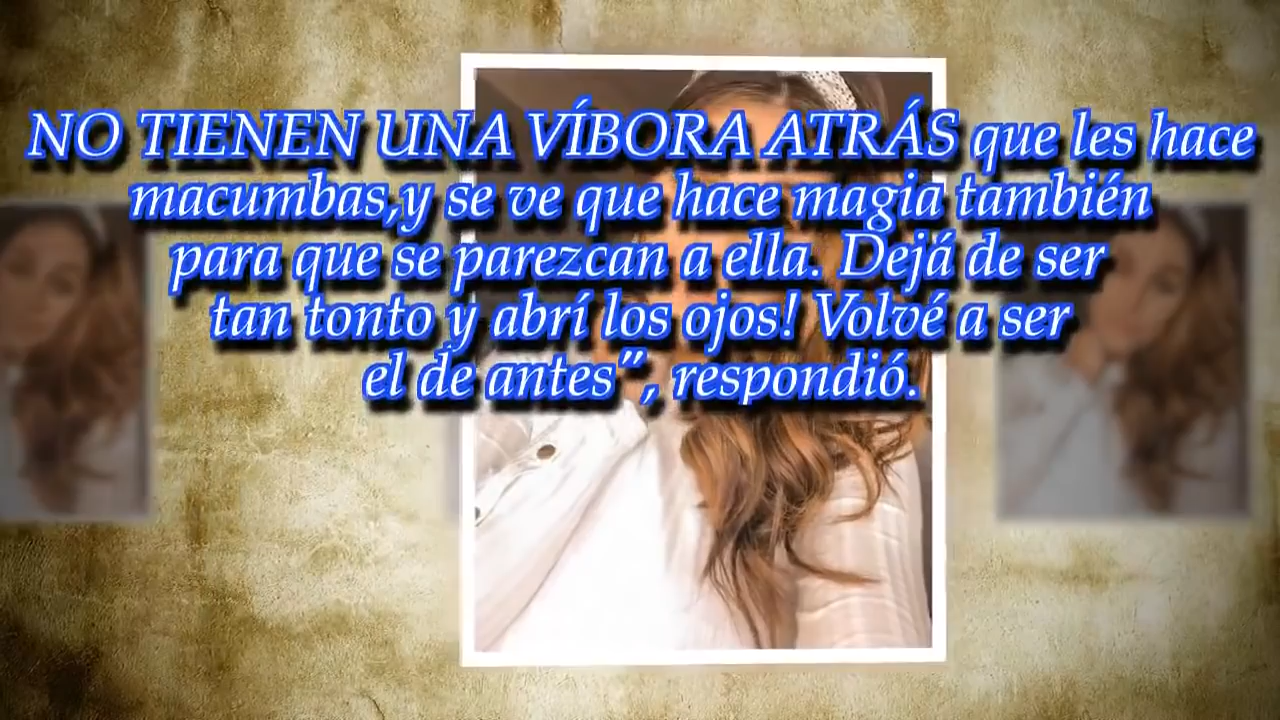 NO TIENEN UNA VÍBORA ATRÁS que les hace
macumbas,y se ve que hace magia también
para que se parezcan a ella. Dejá de ser
tan tonto y abrí los ojos! Volvé a ser
el de antes”, respondió.